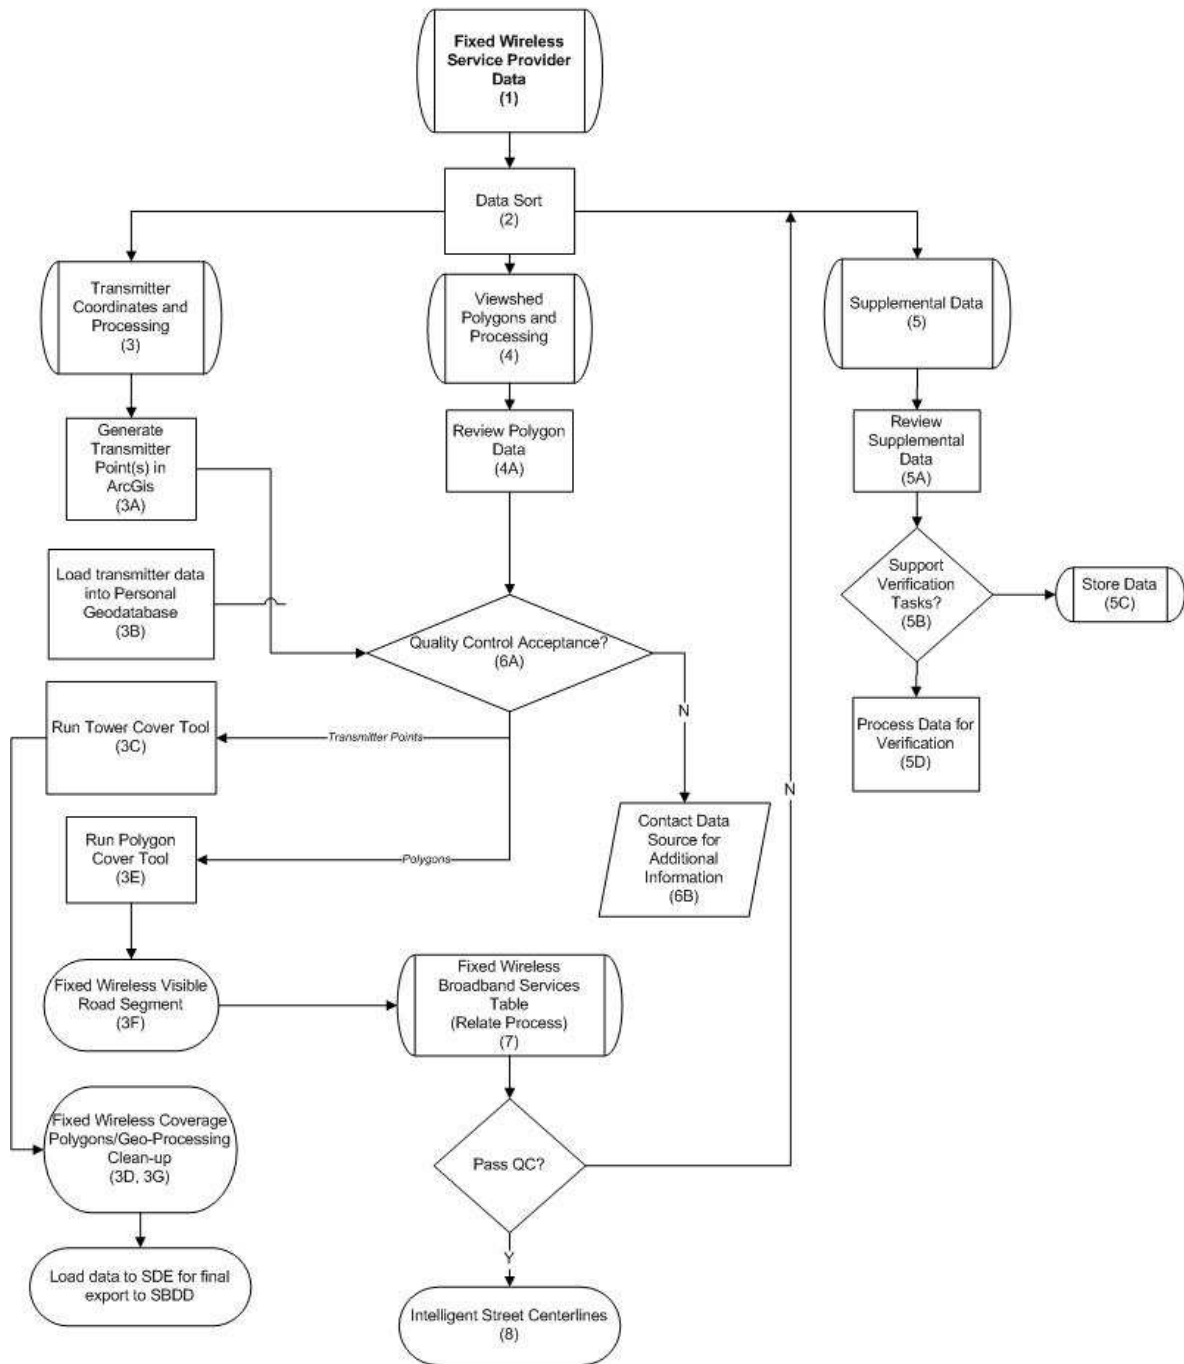 Fixed Wireless
Service Provider
Data
(1)
Data Sort
(2)
Transmitter
Coordinates and
Processing
(3)
Viewshed
Polygons and
Processing
(4)
Supplemental Data
(5)
Generate
Transmitter
Point(s) in
ArcGis
(3A)
Review Polygon
Data
(4A)
Review
Supplemental
Data
(5A)
Load transmitter data
into Personal
Geodatabase
(3B)
Support
Verification
Tasks?
(5B)
Store Data
(5C)
Quality Control Acceptance?
(6A)
N
Run Tower Cover Tool
(3C)
Transmitter Points
Process Data for
Verification
(5D)
N
Run Polygon
Cover Tool
(3E)
Polygons
Contact Data
Source for
Additional
Information
(6B)
Fixed Wireless Visible
Road Segment
(3F)
Fixed Wireless
Broadband Services
Table
(Relate Process)
(7)
Fixed Wireless Coverage
Polygons/Geo-Processing
Clean-up
(3D, 3G)
Pass QC?
Y
Load data to SDE for final
export to SBDD
Intelligent Street Centerlines
(8)